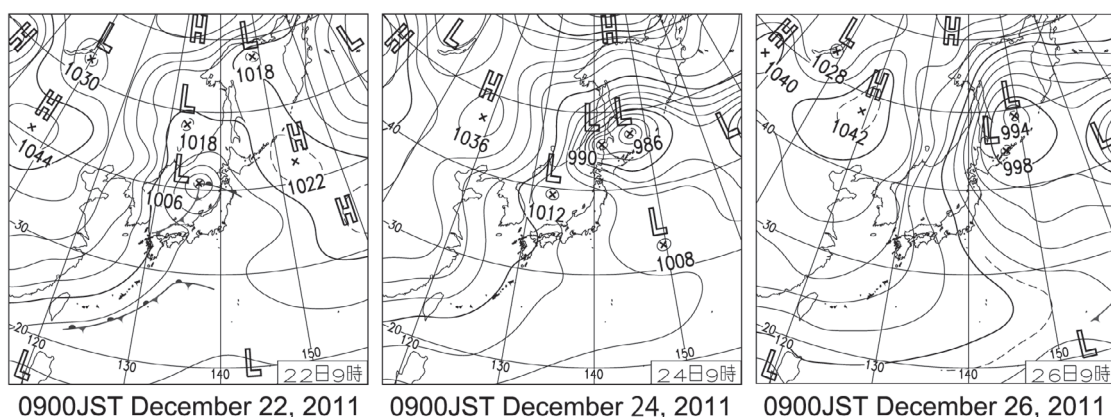 H
L
H
L
L
1030
1018
H
L
1044
1018
H
L
1022
1006
H
40
30
20
120
130
140
150
L
L
22日9時
0900JST December 22, 2011
H
L
H
H
L
L
L
1036
990
986
L
1012
L
1008
40
30
20
120
130
140
150
24日9時
0900JST December 24, 2011
H
L
H
1028
1040
H
L
1042
L
994
L
998
40
30
20
120
130
140
150
L
L
26日9時
0900JST December 26, 2011